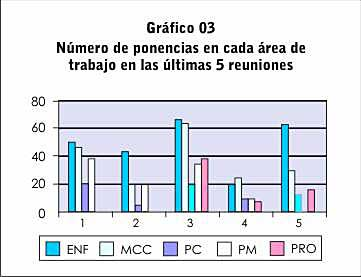 Gráfico 03
Número de ponencias en cada área de
trabajo en las últimas 5 reuniones
80
60
40
20
0
1 2 3 4 5
ENF MCC PC PM PRO